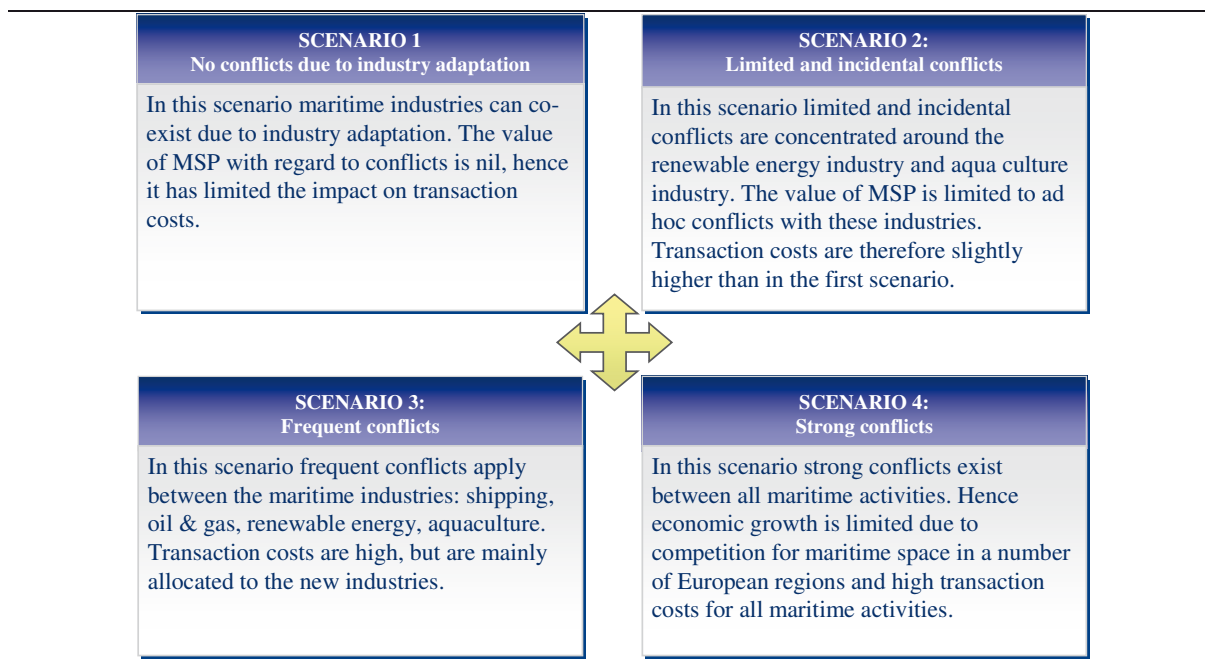 SCENARIO 1
No conflicts due to industry adaptation
In this scenario maritime industries can co-
exist due to industry adaptation. The value
of MSP with regard to conflicts is nil, hence
it has limited the impact on transaction
costs.
SCENARIO 2:
Limited and incidental conflicts
In this scenario limited and incidental
conflicts are concentrated around the
renewable energy industry and aqua culture
industry. The value of MSP is limited to ad
hoc conflicts with these industries.
Transaction costs are therefore slightly
higher than in the first scenario.
SCENARIO 3:
Frequent conflicts
In this scenario frequent conflicts apply
between the maritime industries: shipping,
oil & gas, renewable energy, aquaculture.
Transaction costs are high, but are mainly
allocated to the new industries.
SCENARIO 4:
Strong conflicts
In this scenario strong conflicts exist
between all maritime activities. Hence
economic growth is limited due to
competition for maritime space in a number
of European regions and high transaction
costs for all maritime activities.